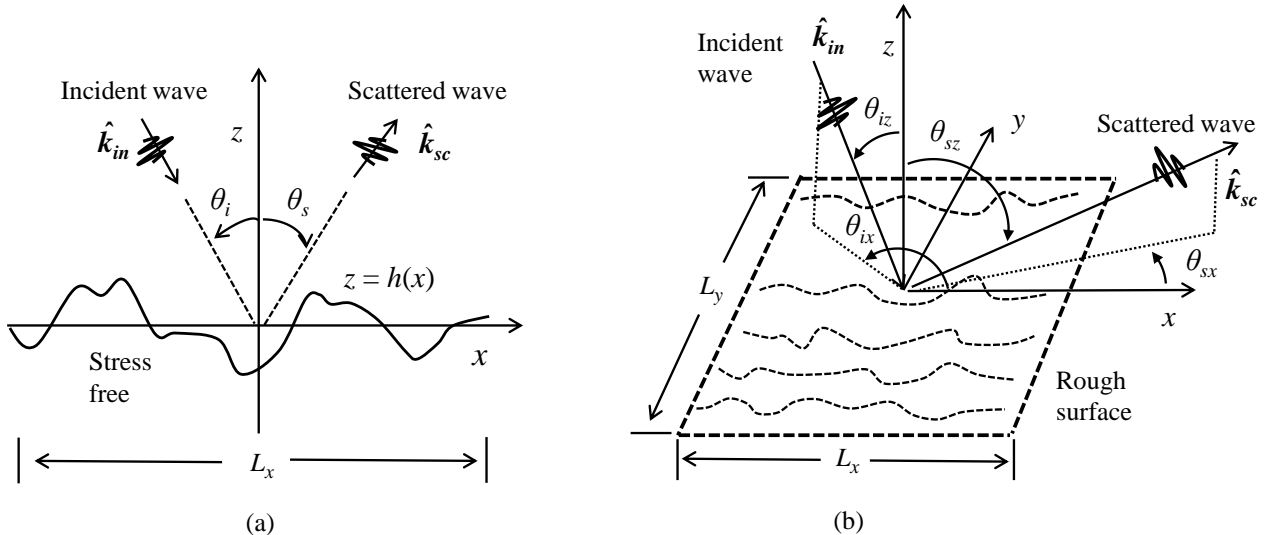 Incident wave
k̂in
z
Scattered wave
k̂sc
θi
θs
z = h(x)
x
Stress
free
Lx
(a)
Incident
wave
k̂in
z
θiz
θsz
y
Scattered wave
k̂sc
θix
θsx
x
Ly
Rough
surface
Lx
(b)